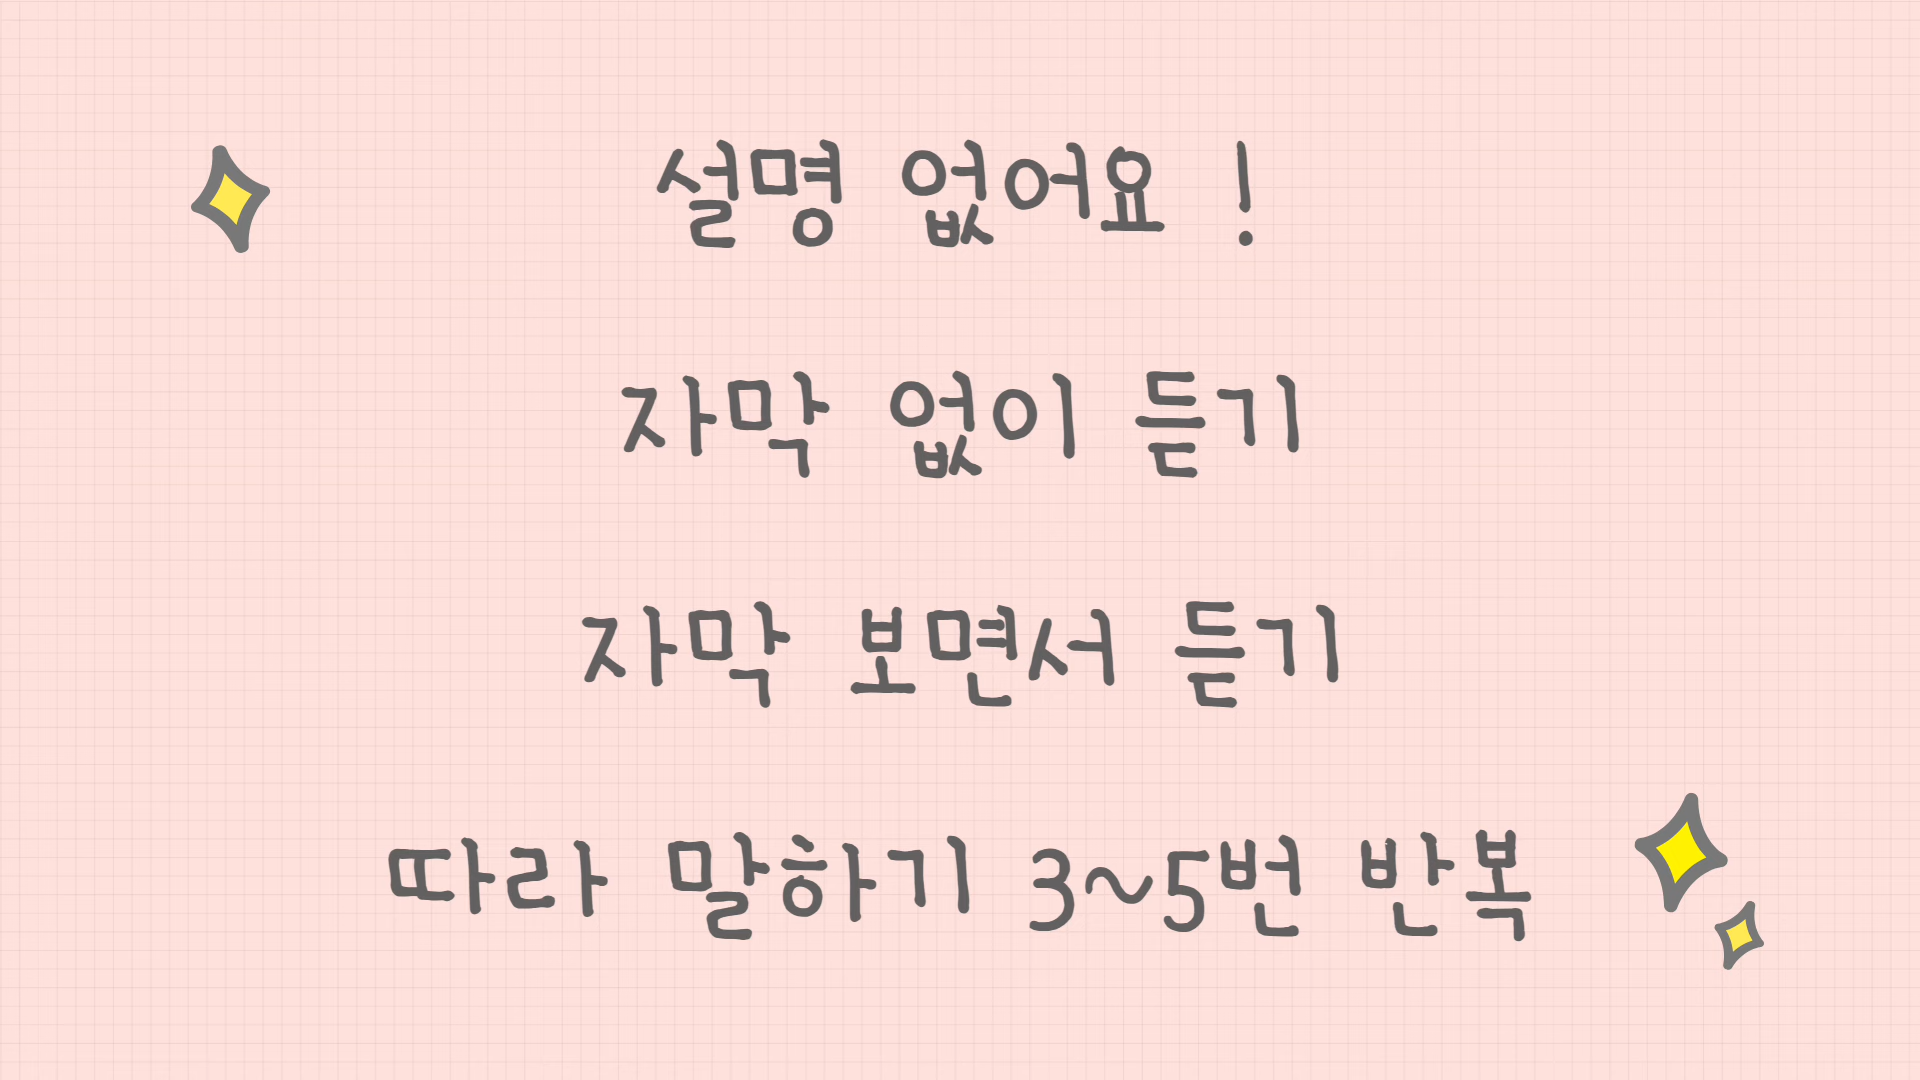 설명 없어요 !
자막 없이 듣기
자막 보면서 듣기
따라 말하기 3~5번 반복